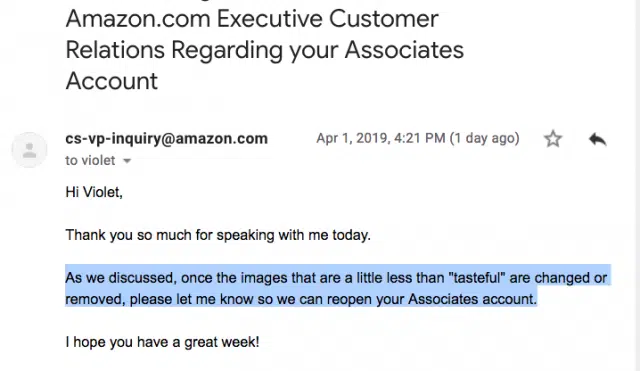 Amazon.com Executive Customer
Relations Regarding your Associates
Account
cs-vp-inquiry@amazon.com Apr 1, 2019, 4:21 PM (1 day ago)
to violet
Hi Violet,
Thank you so much for speaking with me today.
As we discussed, once the images that are a little less than "tasteful" are changed or
removed, please let me know so we can reopen your Associates account.
I hope you have a great week!